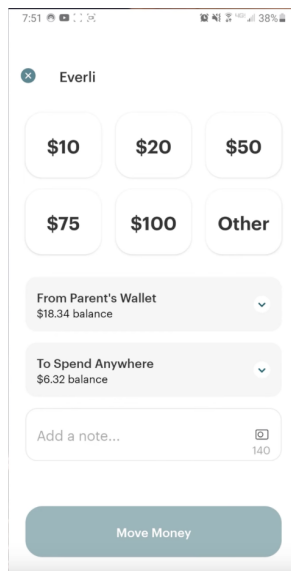 7:51 38%
Everli
$10 $20 $50
$75 $100 Other
From Parent's Wallet
$18.34 balance
To Spend Anywhere
$6.32 balance
Add a note...
140
Move Money